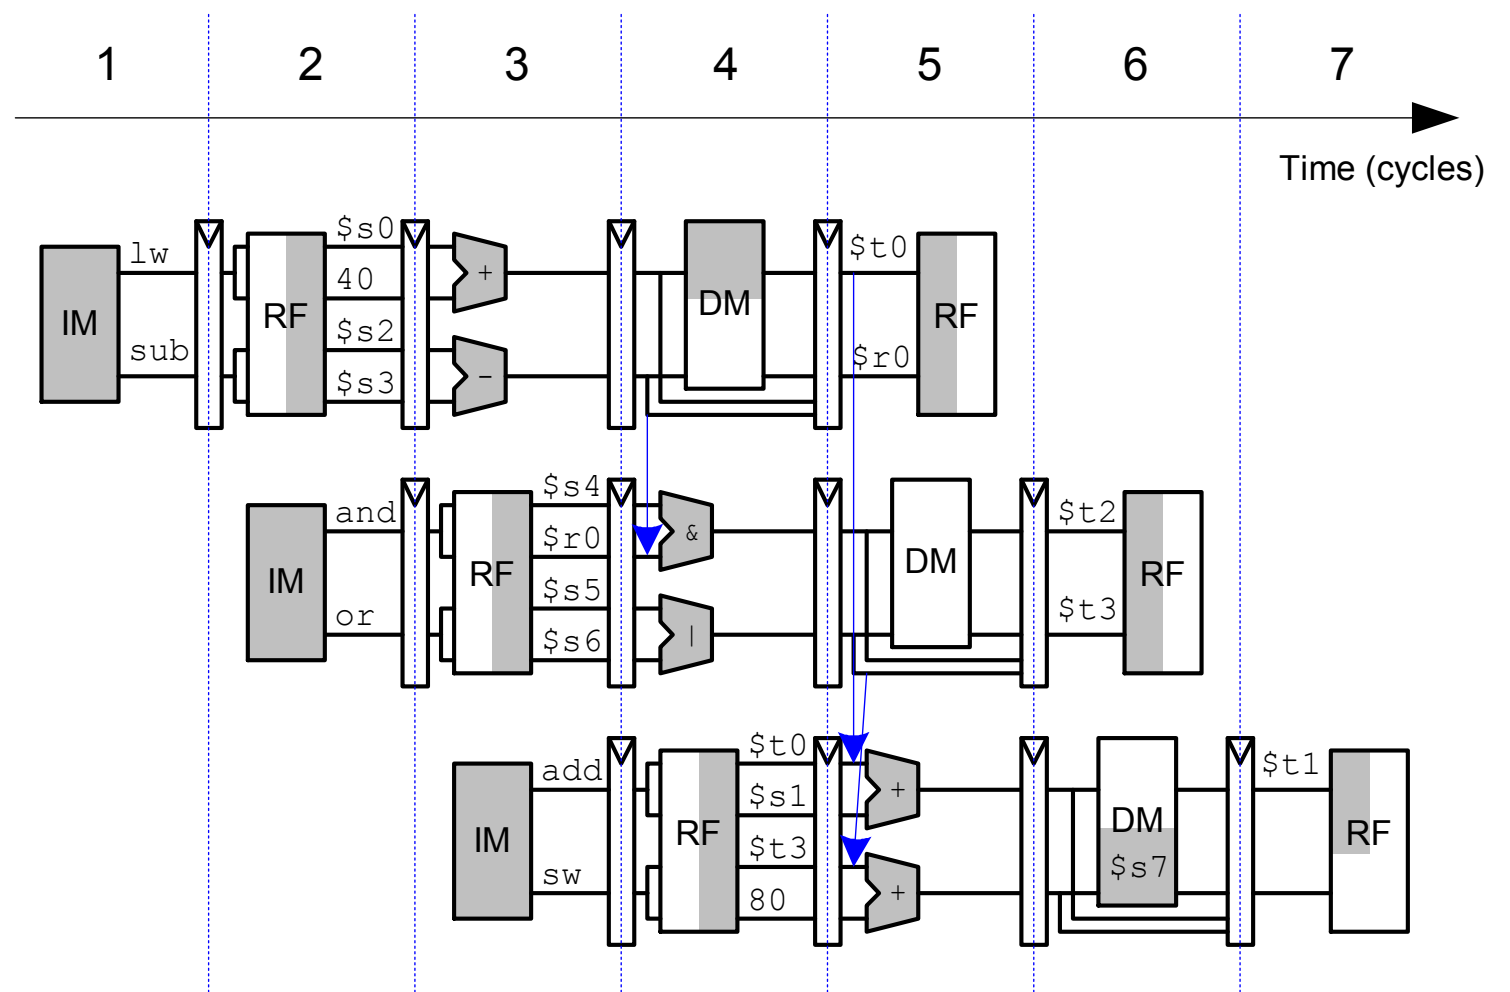 1 2 3 4 5 6 7
Time (cycles)
lw $s0 $t0
40 +
IM RF DM RF
sub $s2 $r0
$s3 -
and $s4 $t2
$r0 &
IM RF DM RF
or $s5 $t3
$s6 |
add $t0 $t1
$s1 +
IM RF DM RF
sw $t3 $s7
80 +